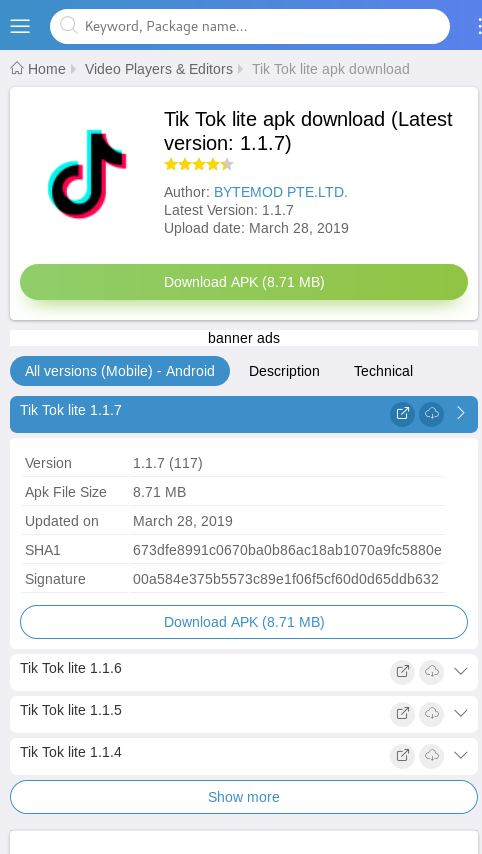 Keyword, Package name...
Home Video Players & Editors Tik Tok lite apk download
Tik Tok lite apk download (Latest
version: 1.1.7)
Author: BYTEMOD PTE.LTD.
Latest Version: 1.1.7
Upload date: March 28, 2019
Download APK (8.71 MB)
banner ads
All versions (Mobile) - Android Description Technical
Tik Tok lite 1.1.7
Version 1.1.7 (117)
Apk File Size 8.71 MB
Updated on March 28, 2019
SHA1 673dfe8991c0670ba0b86ac18ab1070a9fc5880e
Signature 00a584e375b5573c89e1f06f5cf60d0d65ddb632
Download APK (8.71 MB)
Tik Tok lite 1.1.6
Tik Tok lite 1.1.5
Tik Tok lite 1.1.4
Show more